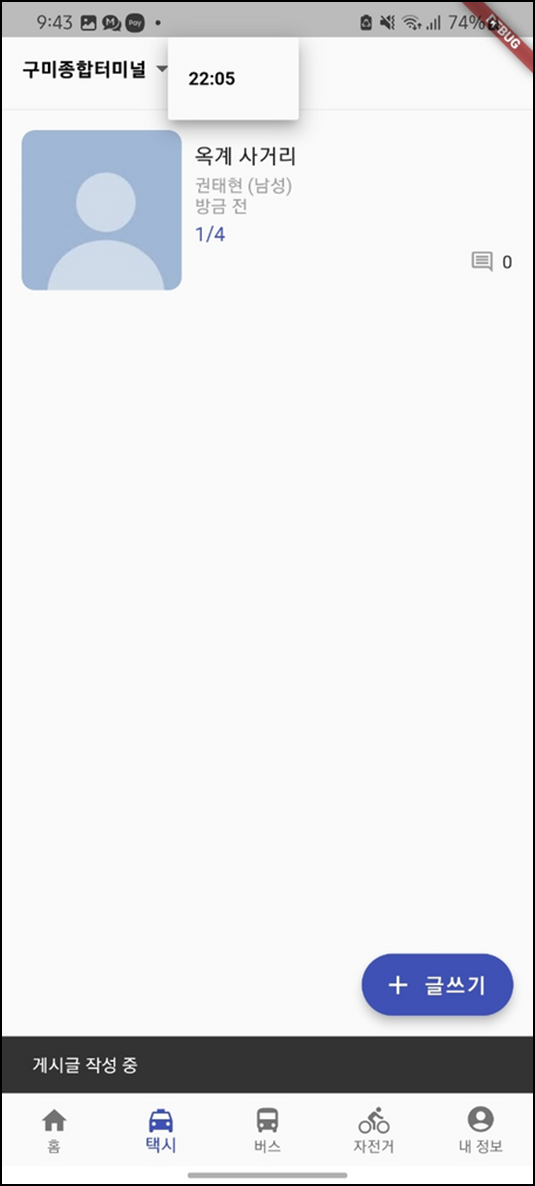 9:43 Pay 74%
DEBUG
구미종합터미널
22:05
옥계 사거리
권태현 (남성)
방금 전
1/4
0
+ 글쓰기
게시글 작성 중
홈 택시 버스 자전거 내 정보